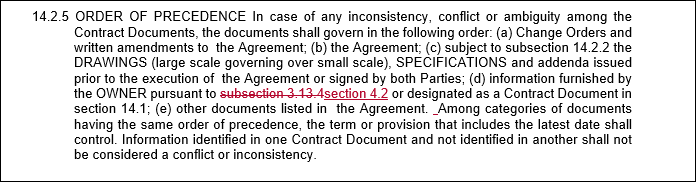 14.2.5 ORDER OF PRECEDENCE In case of any inconsistency, conflict or ambiguity among the
Contract Documents, the documents shall govern in the following order: (a) Change Orders and
written amendments to the Agreement; (b) the Agreement; (c) subject to subsection 14.2.2 the
DRAWINGS (large scale governing over small scale), SPECIFICATIONS and addenda issued
prior to the execution of the Agreement or signed by both Parties; (d) information furnished by
the OWNER pursuant to subsection 3.13.4section 4.2 or designated as a Contract Document in
section 14.1; (e) other documents listed in the Agreement. Among categories of documents
having the same order of precedence, the term or provision that includes the latest date shall
control. Information identified in one Contract Document and not identified in another shall not
be considered a conflict or inconsistency.